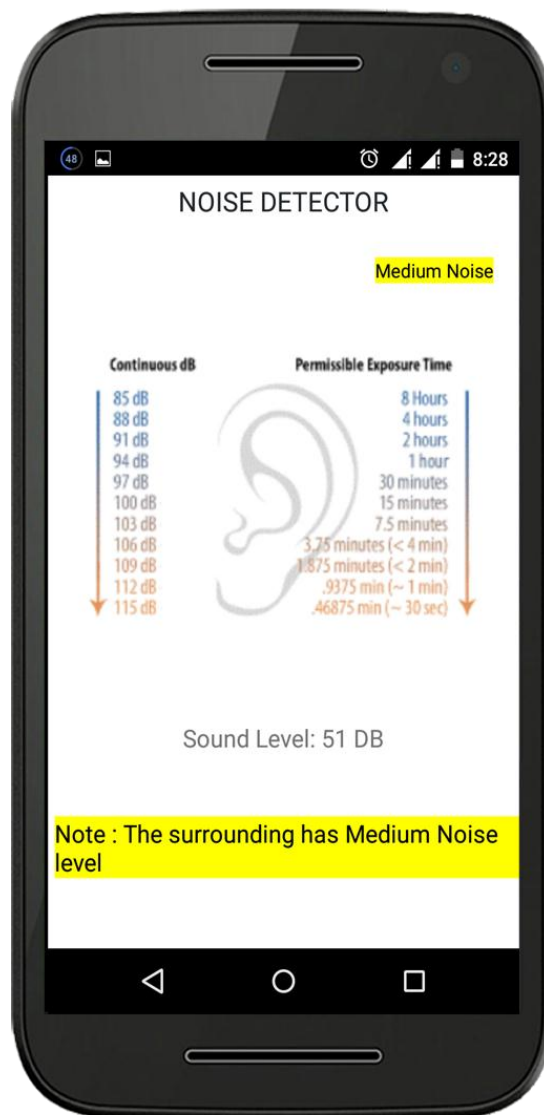 48
8:28
NOISE DETECTOR
Medium Noise
Continuous dB Permissible Exposure Time
85 dB 8 Hours
88 dB 4 hours
91 dB 2 hours
94 dB 1 hour
97 dB 30 minutes
100 dB 15 minutes
103 dB 7.5 minutes
106 dB 3.75 minutes (< 4 min)
109 dB 1.875 minutes (< 2 min)
112 dB .9375 min (~ 1 min)
115 dB .46875 min (~ 30 sec)
Sound Level: 51 DB
Note : The surrounding has Medium Noise
level